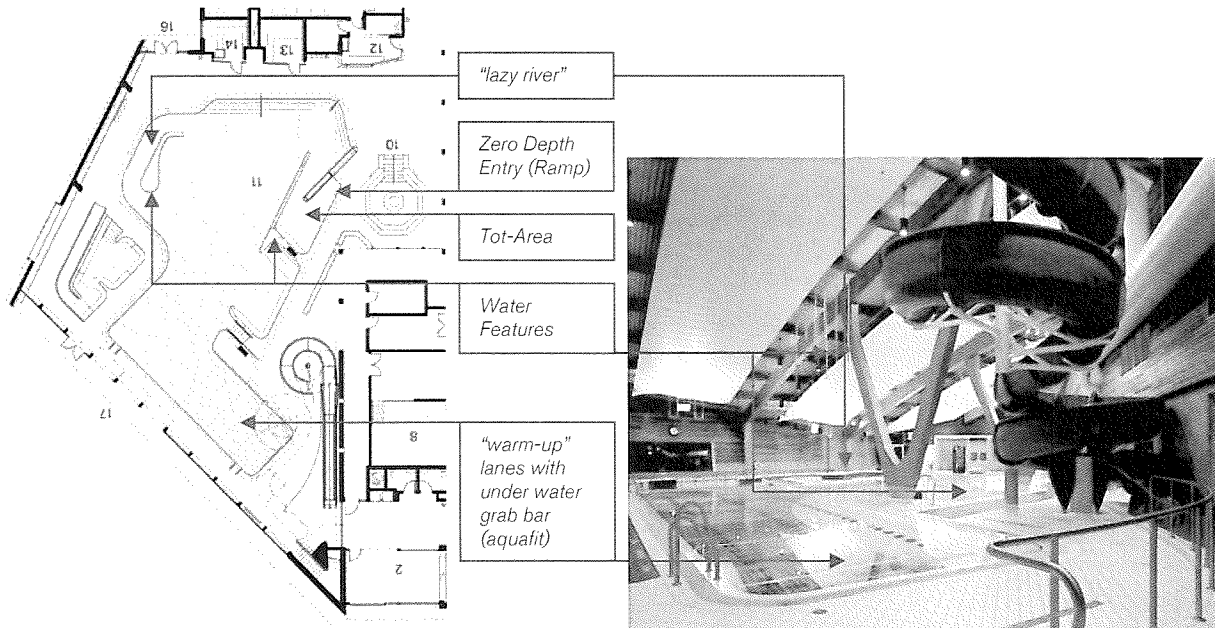 16
14
13
12
"lazy river"
Zero Depth
Entry (Ramp)
10
11
Tot-Area
Water
Features
17
8
"warm-up"
lanes with
under water
grab bar
(aquafit)
2